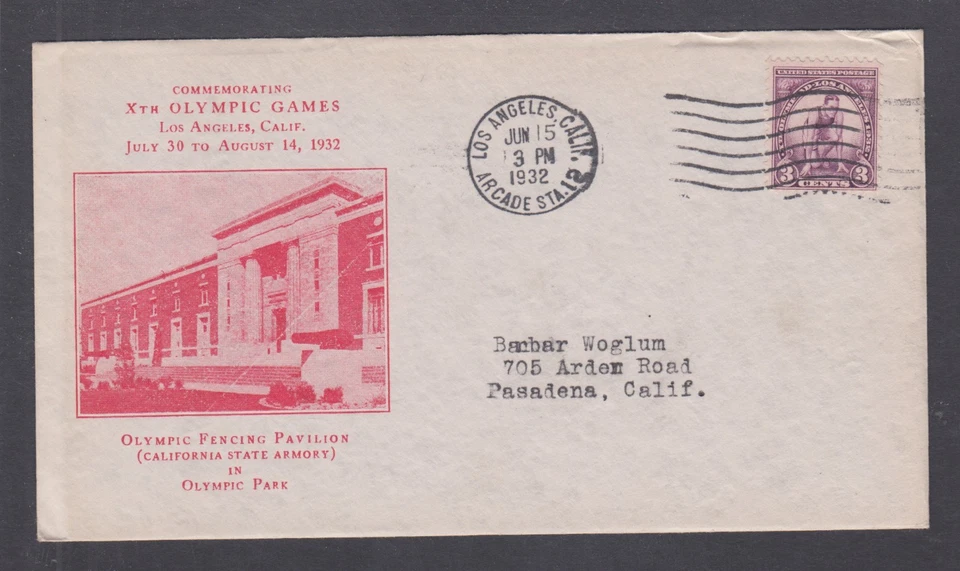 COMMEMORATING
XTH OLYMPIC GAMES
LOS ANGELES, CALIF.
JULY 30 TO AUGUST 14, 1932
OLYMPIC FENCING PAVILION
(CALIFORNIA STATE ARMORY)
IN
OLYMPIC PARK
LOS ANGELES, CALIF.
JUN 15
3 PM
1932
ARCADE STA. 12
UNITED STATES POSTAGE
3 CENTS 3
Barbar Woglum
705 Arden Road
Pasadena, Calif.